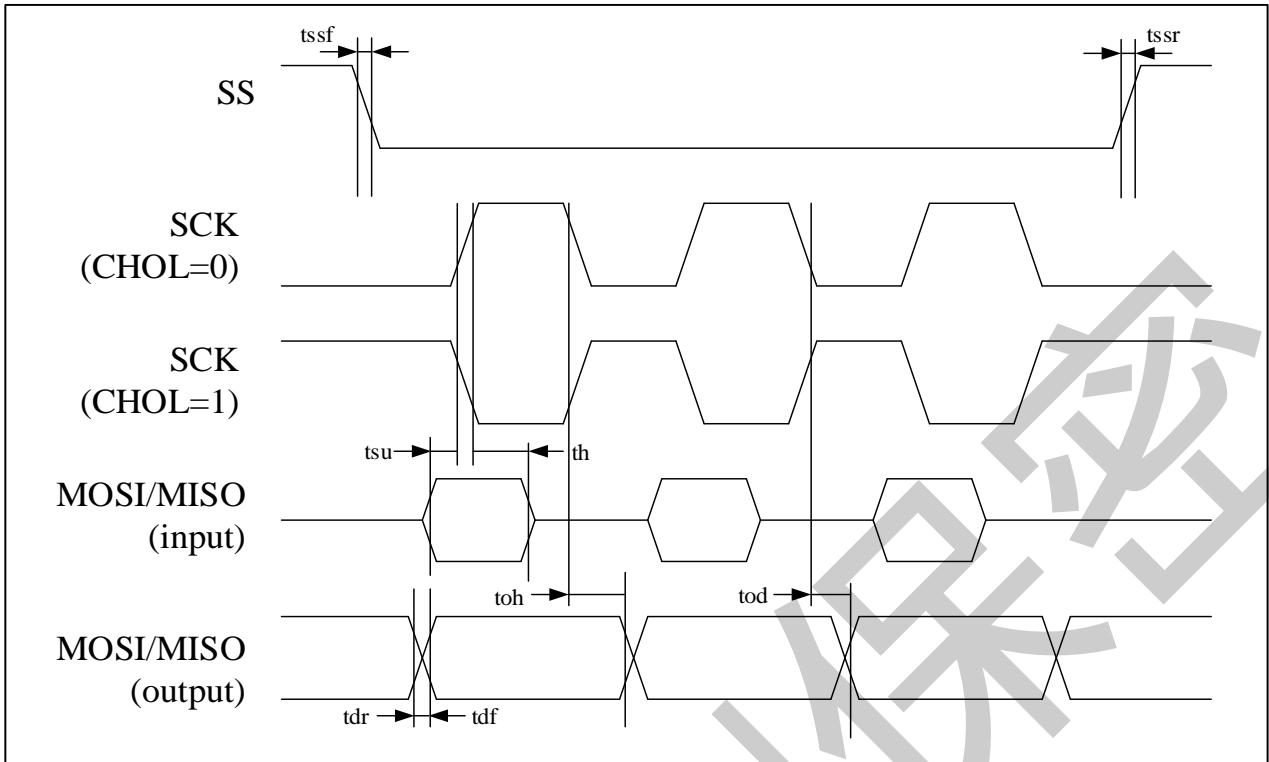 tssf
tssr
SS
SCK
(CHOL=0)
SCK
(CHOL=1)
tsu
th
MOSI/MISO
(input)
toh
tod
MOSI/MISO
(output)
tdr
tdf
保密